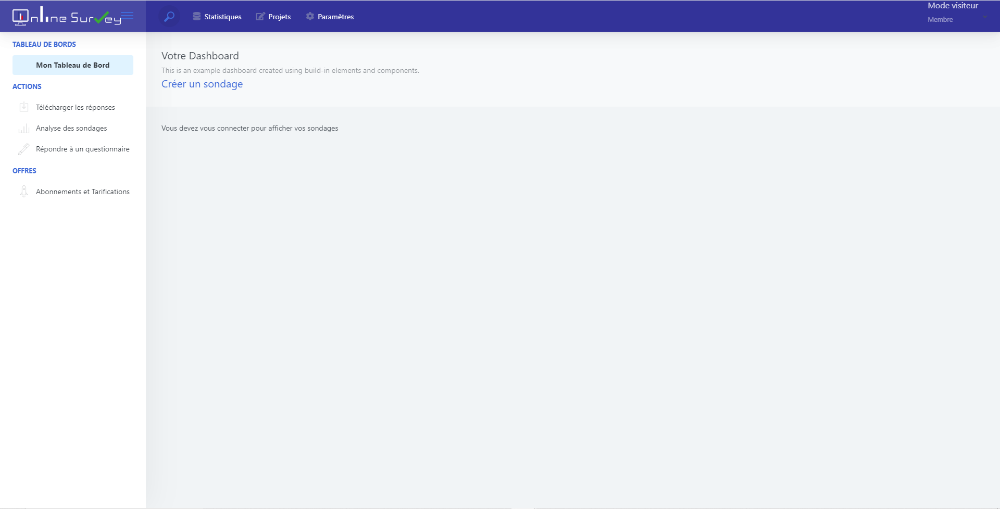 Online Survey
Statistiques
Projets
Paramètres
Mode visiteur
Membre
TABLEAU DE BORDS
Mon Tableau de Bord
ACTIONS
Télécharger les réponses
Analyse des sondages
Répondre à un questionnaire
OFFRES
Abonnements et Tarifications
Votre Dashboard
This is an example dashboard created using build-in elements and components.
Créer un sondage
Vous devez vous connecter pour afficher vos sondages